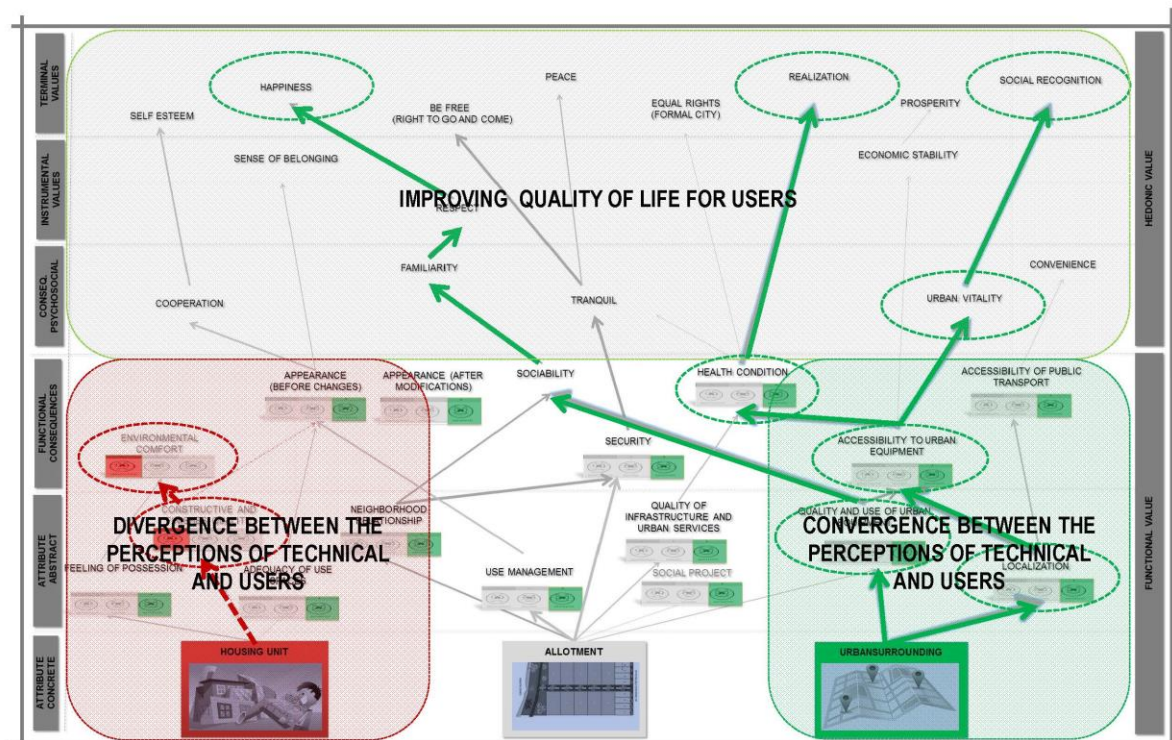 TERMINAL
VALUES
INSTRUMENTAL
VALUES
CONSEQ.
PSYCHOSOCIAL
FUNCTIONAL
CONSEQUENCES
ATTRIBUTE
ABSTRACT
ATTRIBUTE
CONCRETE
HEDONIC VALUE
FUNCTIONAL VALUE
HAPPINESS
PEACE
REALIZATION
SOCIAL RECOGNITION
SELF ESTEEM
BE FREE
(RIGHT TO GO AND COME)
EQUAL RIGHTS
(FORMAL CITY)
PROSPERITY
SENSE OF BELONGING
ECONOMIC STABILITY
IMPROVING QUALITY OF LIFE FOR USERS
RESPECT
FAMILIARITY
CONVENIENCE
COOPERATION
TRANQUIL
URBAN VITALITY
APPEARANCE
(BEFORE CHANGES)
APPEARANCE (AFTER
MODIFICATIONS)
SOCIABILITY
HEALTH CONDITION
ACCESSIBILITY OF PUBLIC
TRANSPORT
ENVIRONMENTAL
COMFORT
SECURITY
ACCESSIBILITY TO URBAN
EQUIPMENT
CONSTRUCTIVE AND
NEIGHBORHOOD
RELATIONSHIP
QUALITY OF
INFRASTRUCTURE AND
URBAN SERVICES
QUALITY AND USE OF URBAN
DIVERGENCE BETWEEN THE
PERCEPTIONS OF TECHNICAL
AND USERS
CONVERGENCE BETWEEN THE
PERCEPTIONS OF TECHNICAL
AND USERS
FEELING OF POSSESSION
ADEQUACY OF USE
USE MANAGEMENT
SOCIAL PROJECT
LOCALIZATION
HOUSING UNIT
ALLOTMENT
URBANSURROUNDING